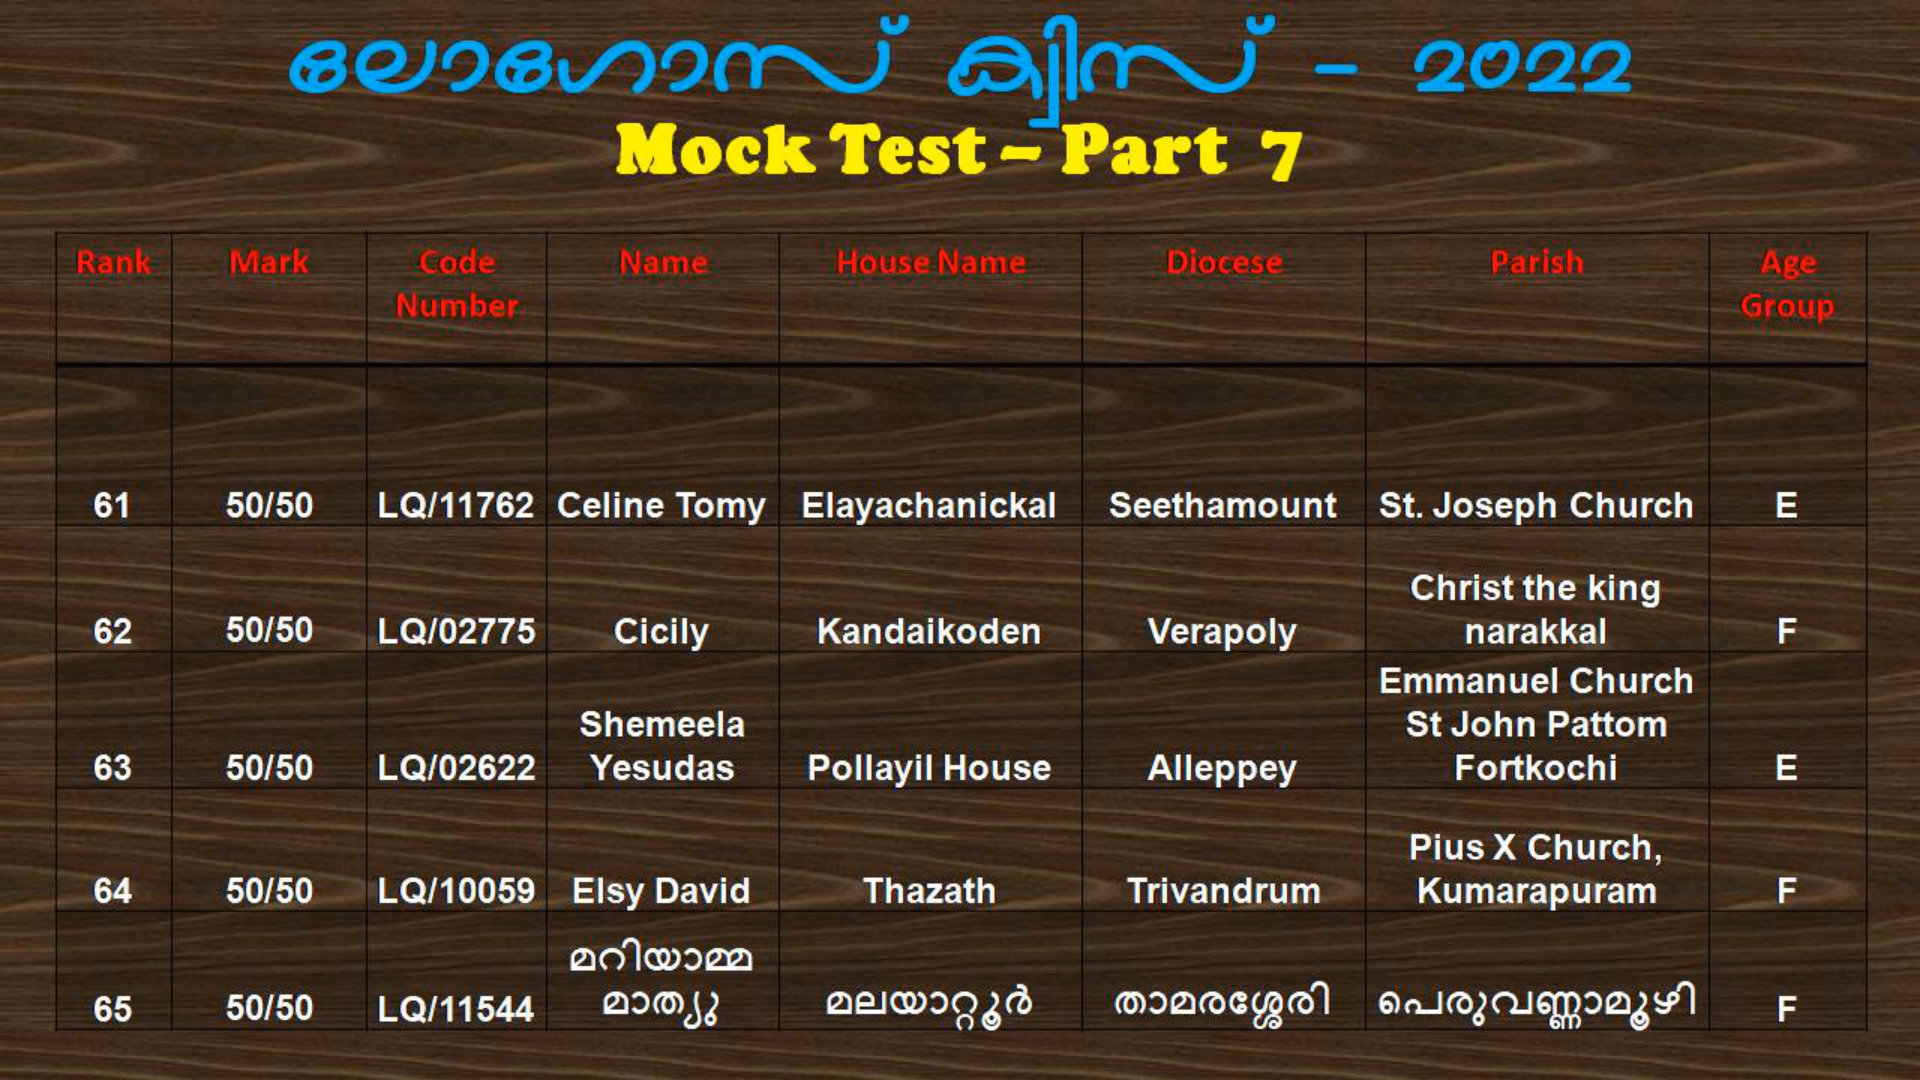 ലോഗോസ് ക്വിസ് - 2022
Mock Test – Part 7
Rank Mark Code Number Name House Name Diocese Parish Age Group
61 50/50 LQ/11762 Celine Tomy Elayachanickal Seethamount St. Joseph Church E
62 50/50 LQ/02775 Cicily Kandaikoden Verapoly Christ the king narakkal F
63 50/50 LQ/02622 Shemeela Yesudas Pollayil House Alleppey Emmanuel Church St John Pattom Fortkochi E
64 50/50 LQ/10059 Elsy David Thazath Trivandrum Pius X Church, Kumarapuram F
65 50/50 LQ/11544 മറിയാമ്മ മാത്യു മലയാറ്റൂർ താമരശ്ശേരി പെരുവണ്ണാമൂഴി F